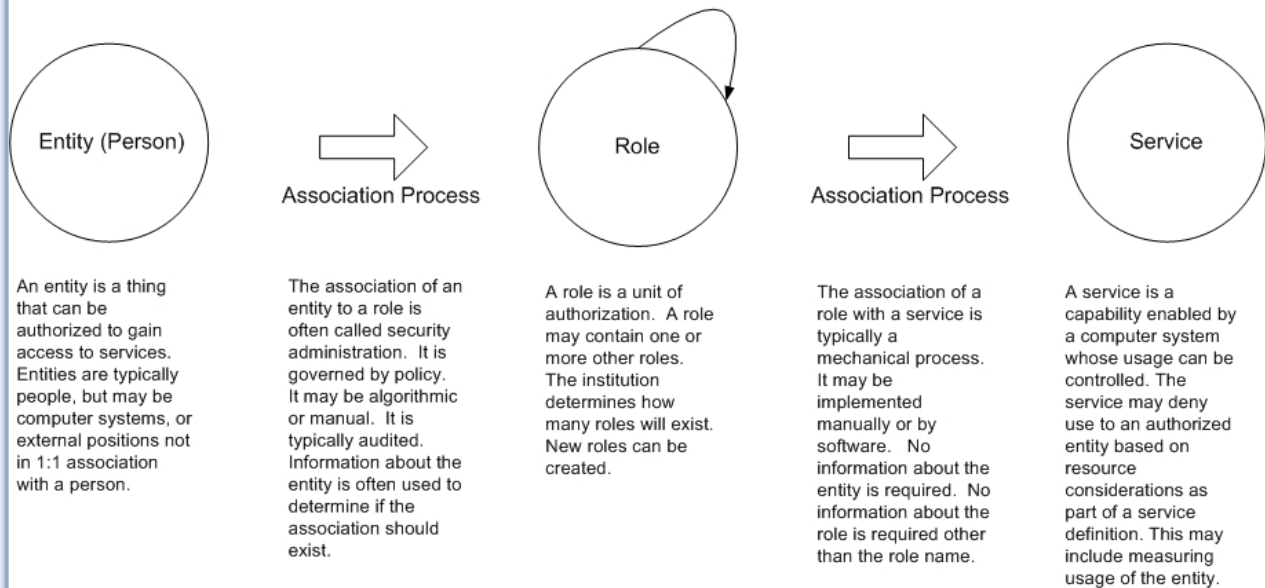 Entity (Person)
Association Process
Role
Association Process
Service
An entity is a thing
that can be
authorized to gain
access to services.
Entities are typically
people, but may be
computer systems, or
external positions not
in 1:1 association
with a person.
The association of an
entity to a role is
often called security
administration.  It is
governed by policy.
It may be algorithmic
or manual.  It is
typically audited.
Information about the
entity is often used to
determine if the
association should
exist.
A role is a unit of
authorization.  A role
may contain one or
more other roles.
The institution
determines how
many roles will exist.
New roles can be
created.
The association of a
role with a service is
typically a
mechanical process.
It may be
implemented
manually or by
software.   No
information about the
entity is required.  No
information about the
role is required other
than the role name.
A service is a
capability enabled by
a computer system
whose usage can be
controlled. The
service may deny
use to an authorized
entity based on
resource
considerations as
part of a service
definition. This may
include measuring
usage of the entity.